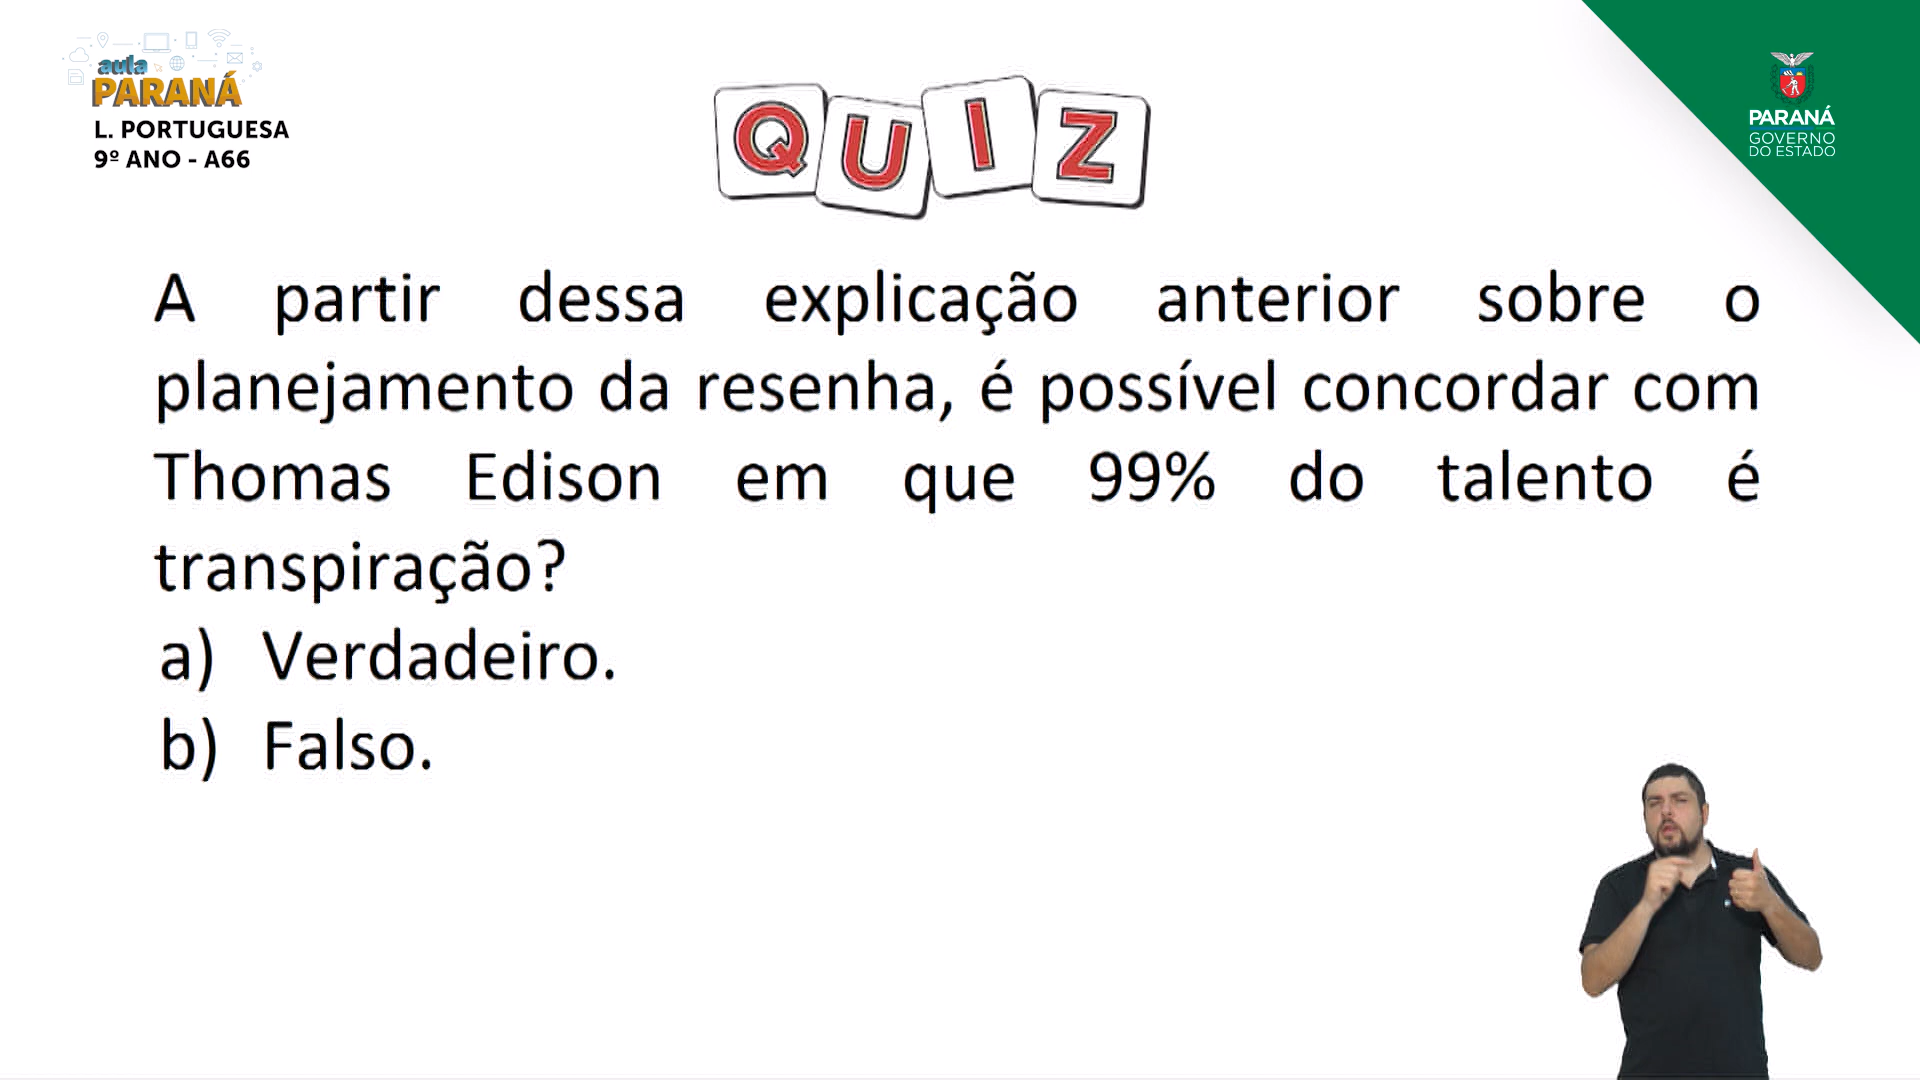 aula
PARANÁ
L. PORTUGUESA
9º ANO - A66
QUIZ
PARANÁ
GOVERNO
DO ESTADO
A partir dessa explicação anterior sobre o
planejamento da resenha, é possível concordar com
Thomas Edison em que 99% do talento é
transpiração?
a) Verdadeiro.
b) Falso.